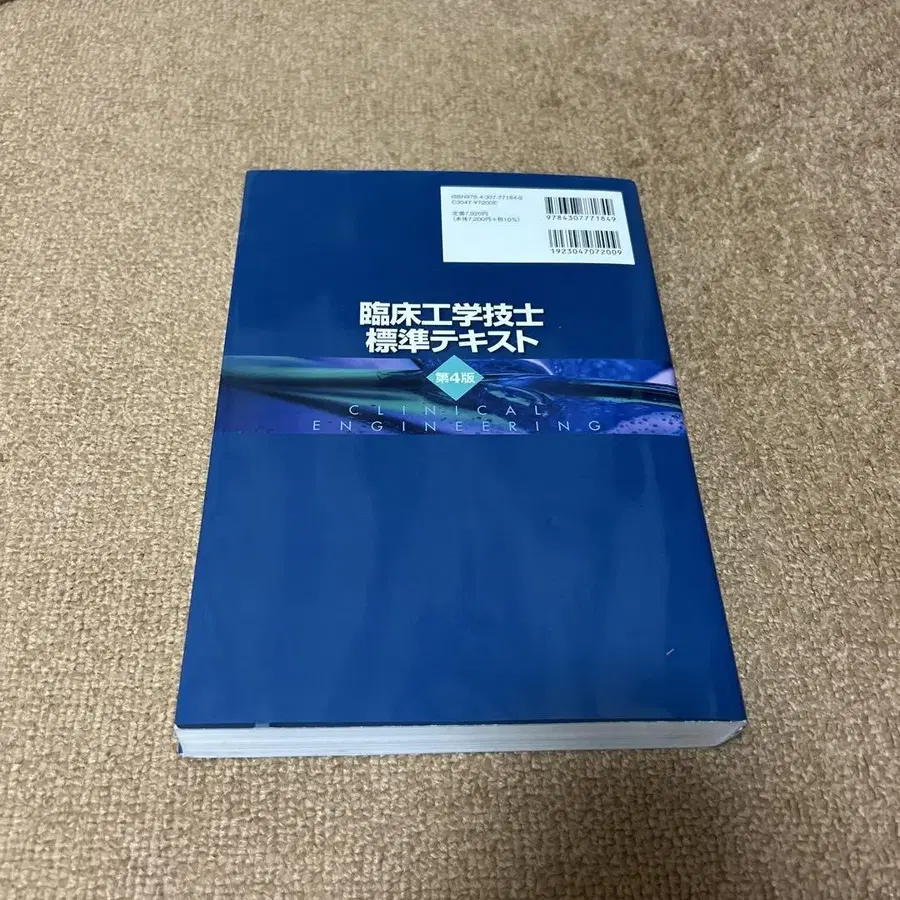 ISBN978-4-307-77184-9
C3047 ¥7200E
定価7,920円
(本体7,200円+税10%)
9784307771849
1923047072009
臨床工学技士
標準テキスト
第4版
CLINICAL
ENGINEERING